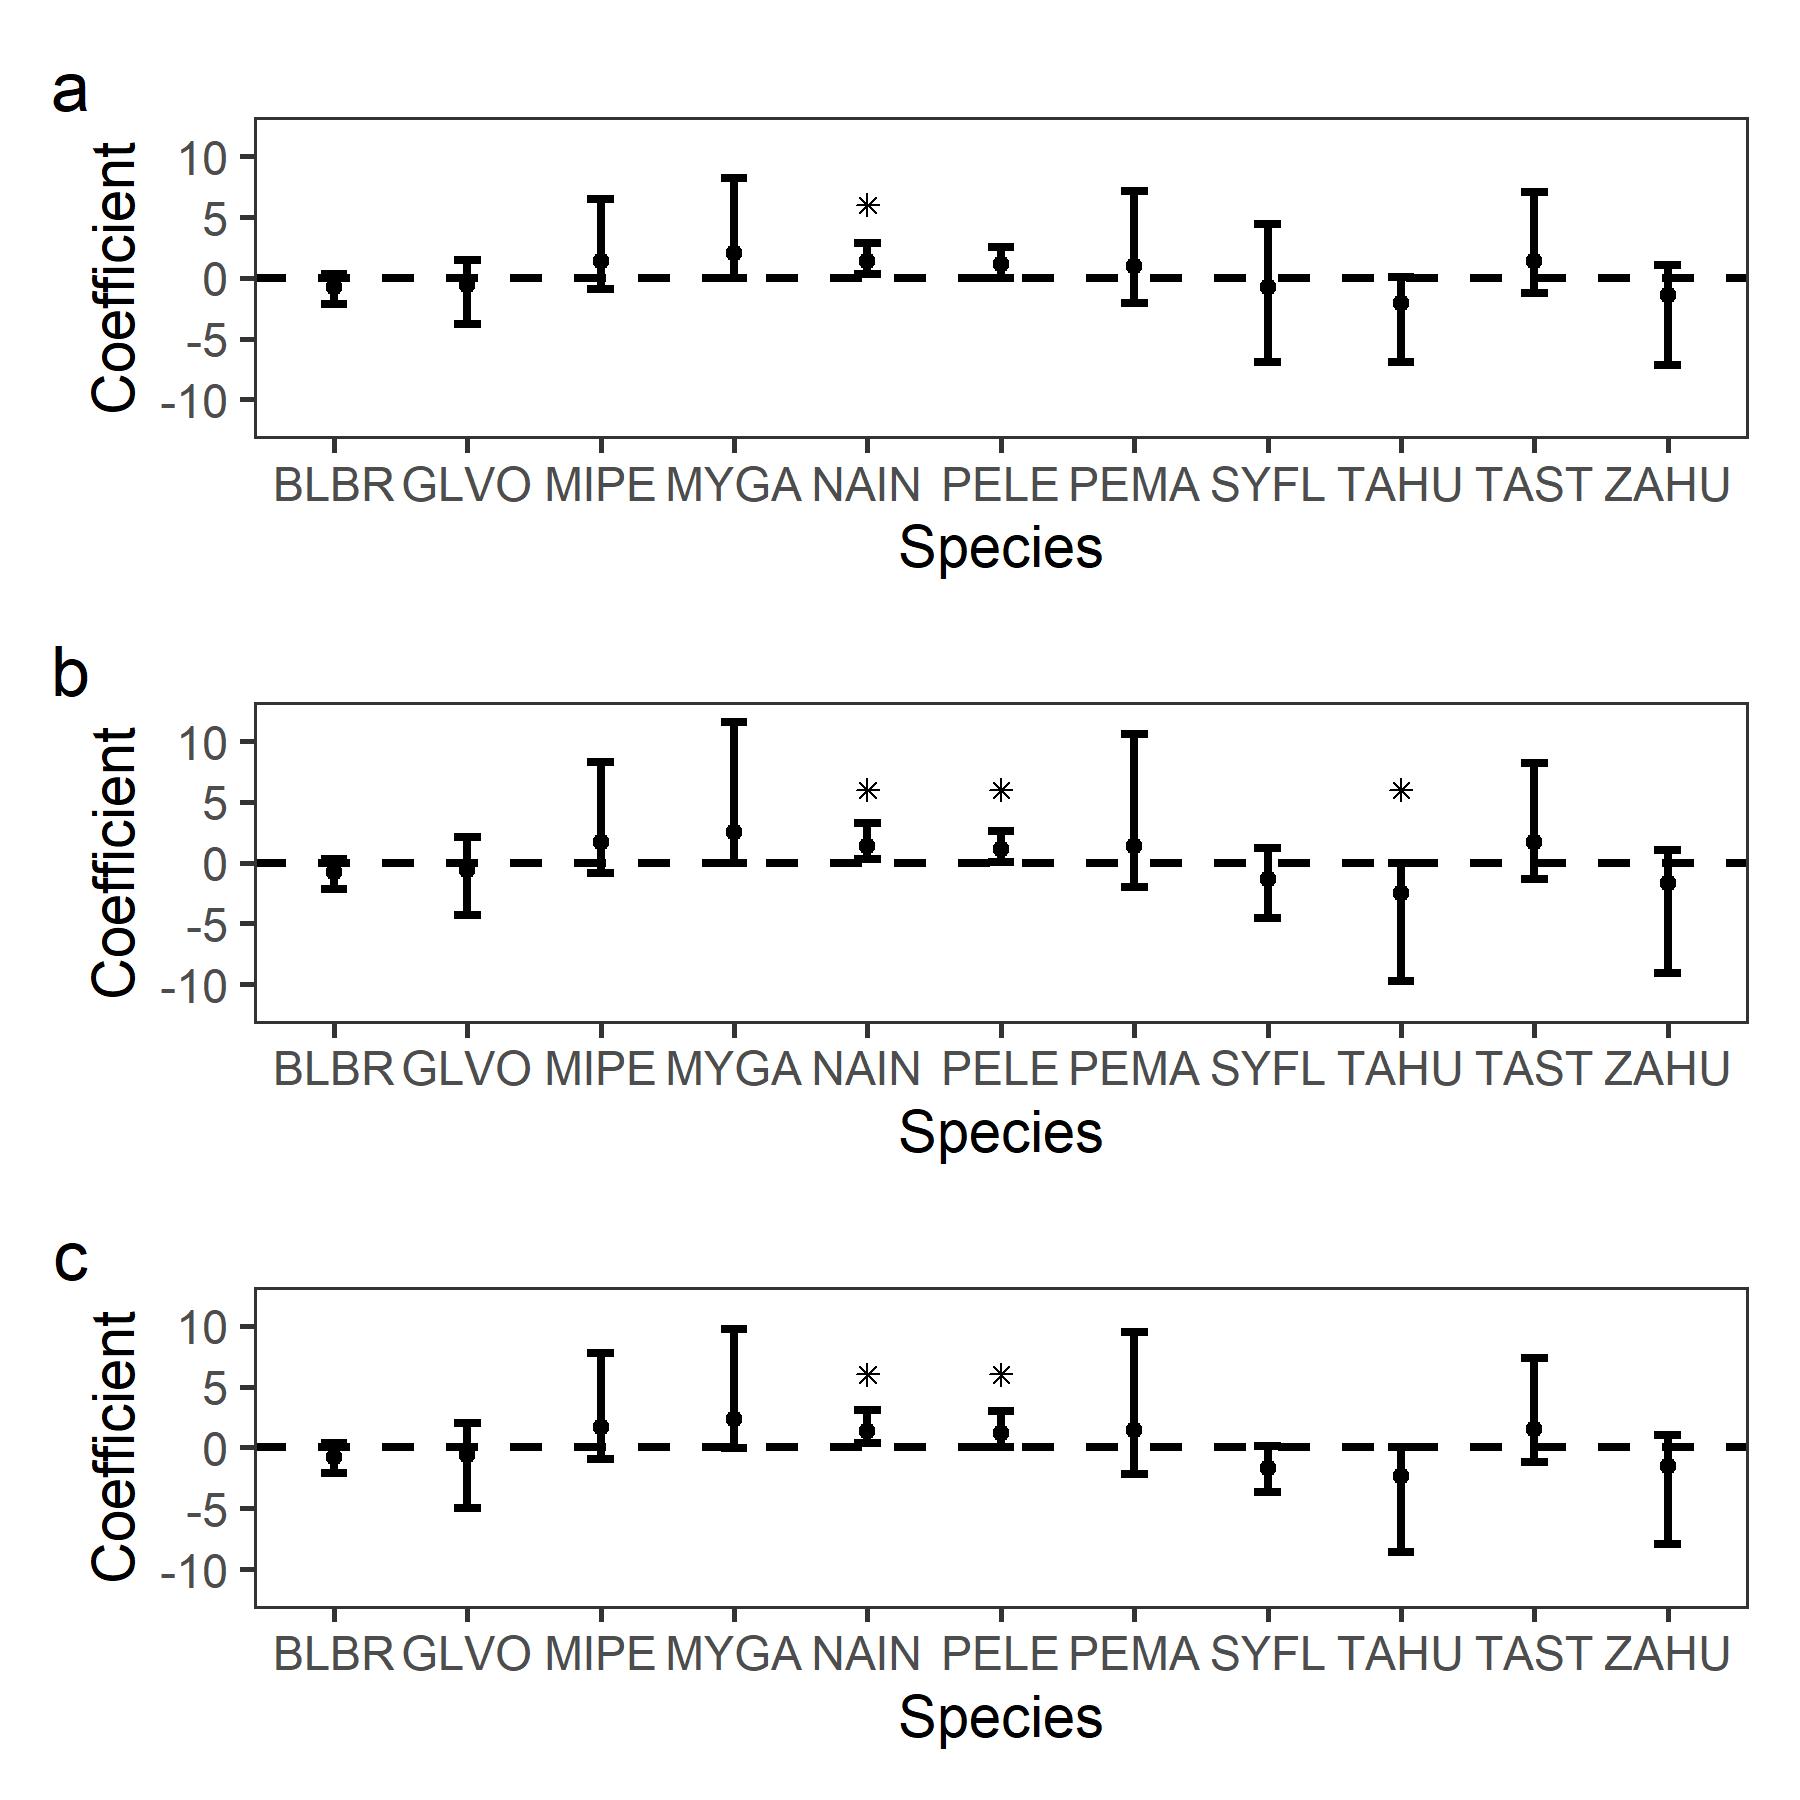 a
Coefficient
10
5
0
-5
-10
*
BLBR GLVO MIPE MYGA NAIN PELE PEMA SYFL TAHU TAST ZAHU
Species
b
Coefficient
10
5
0
-5
-10
* * *
BLBR GLVO MIPE MYGA NAIN PELE PEMA SYFL TAHU TAST ZAHU
Species
c
Coefficient
10
5
0
-5
-10
* *
BLBR GLVO MIPE MYGA NAIN PELE PEMA SYFL TAHU TAST ZAHU
Species